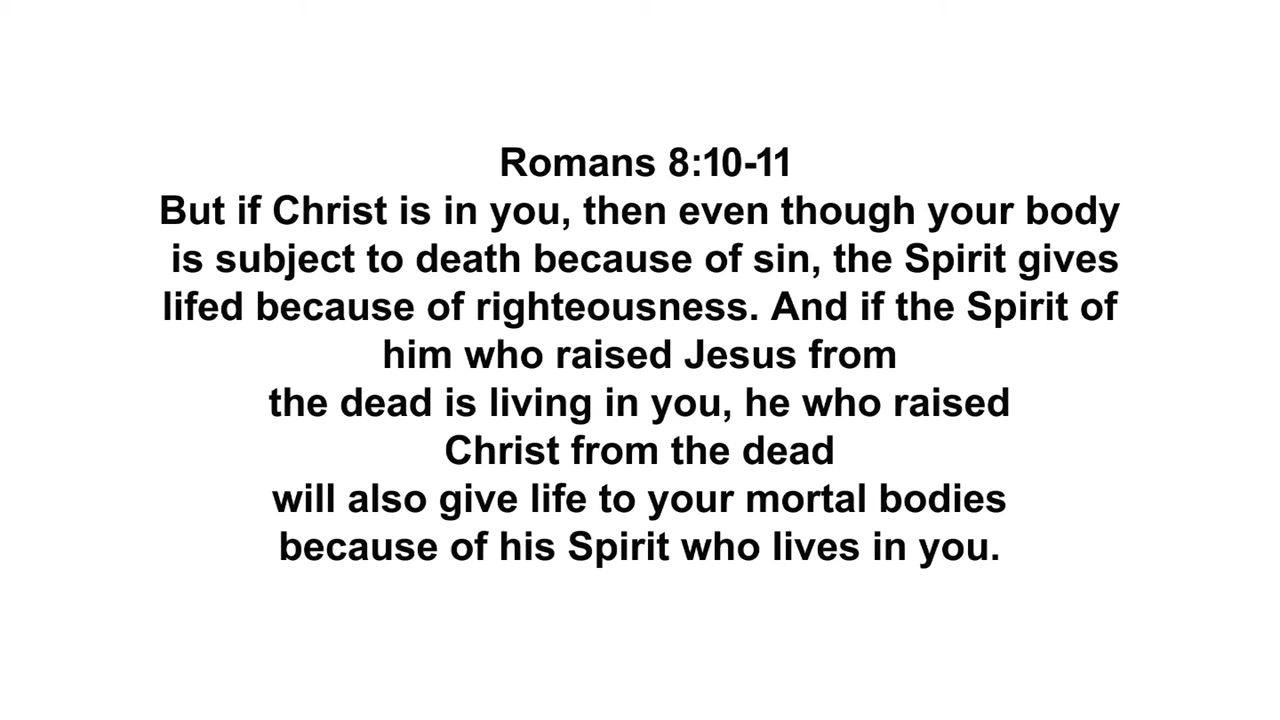 Romans 8:10-11
But if Christ is in you, then even though your body
is subject to death because of sin, the Spirit gives
lifed because of righteousness. And if the Spirit of
him who raised Jesus from
the dead is living in you, he who raised
Christ from the dead
will also give life to your mortal bodies
because of his Spirit who lives in you.